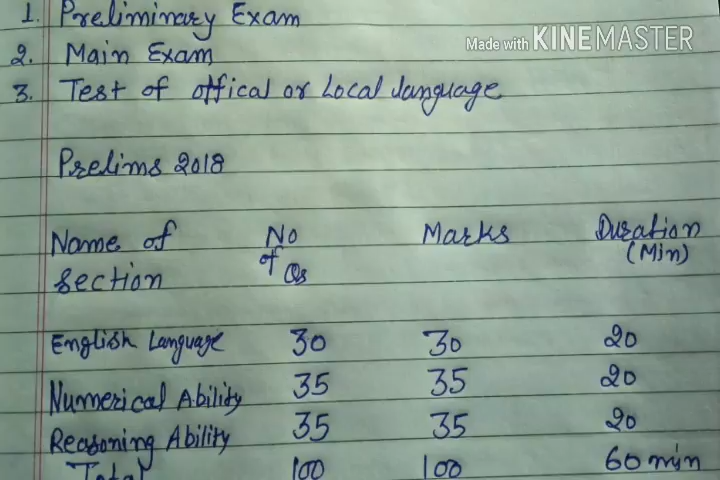 1. Preliminary Exam
Made with KINEMASTER
2. Main Exam
3. Test of offical or Local language
Prelims 2018
Name of section No of Qs Marks Duration (Min)
English Language 30 30 20
Numerical Ability 35 35 20
Reasoning Ability 35 35 20
Total 100 100 60 min